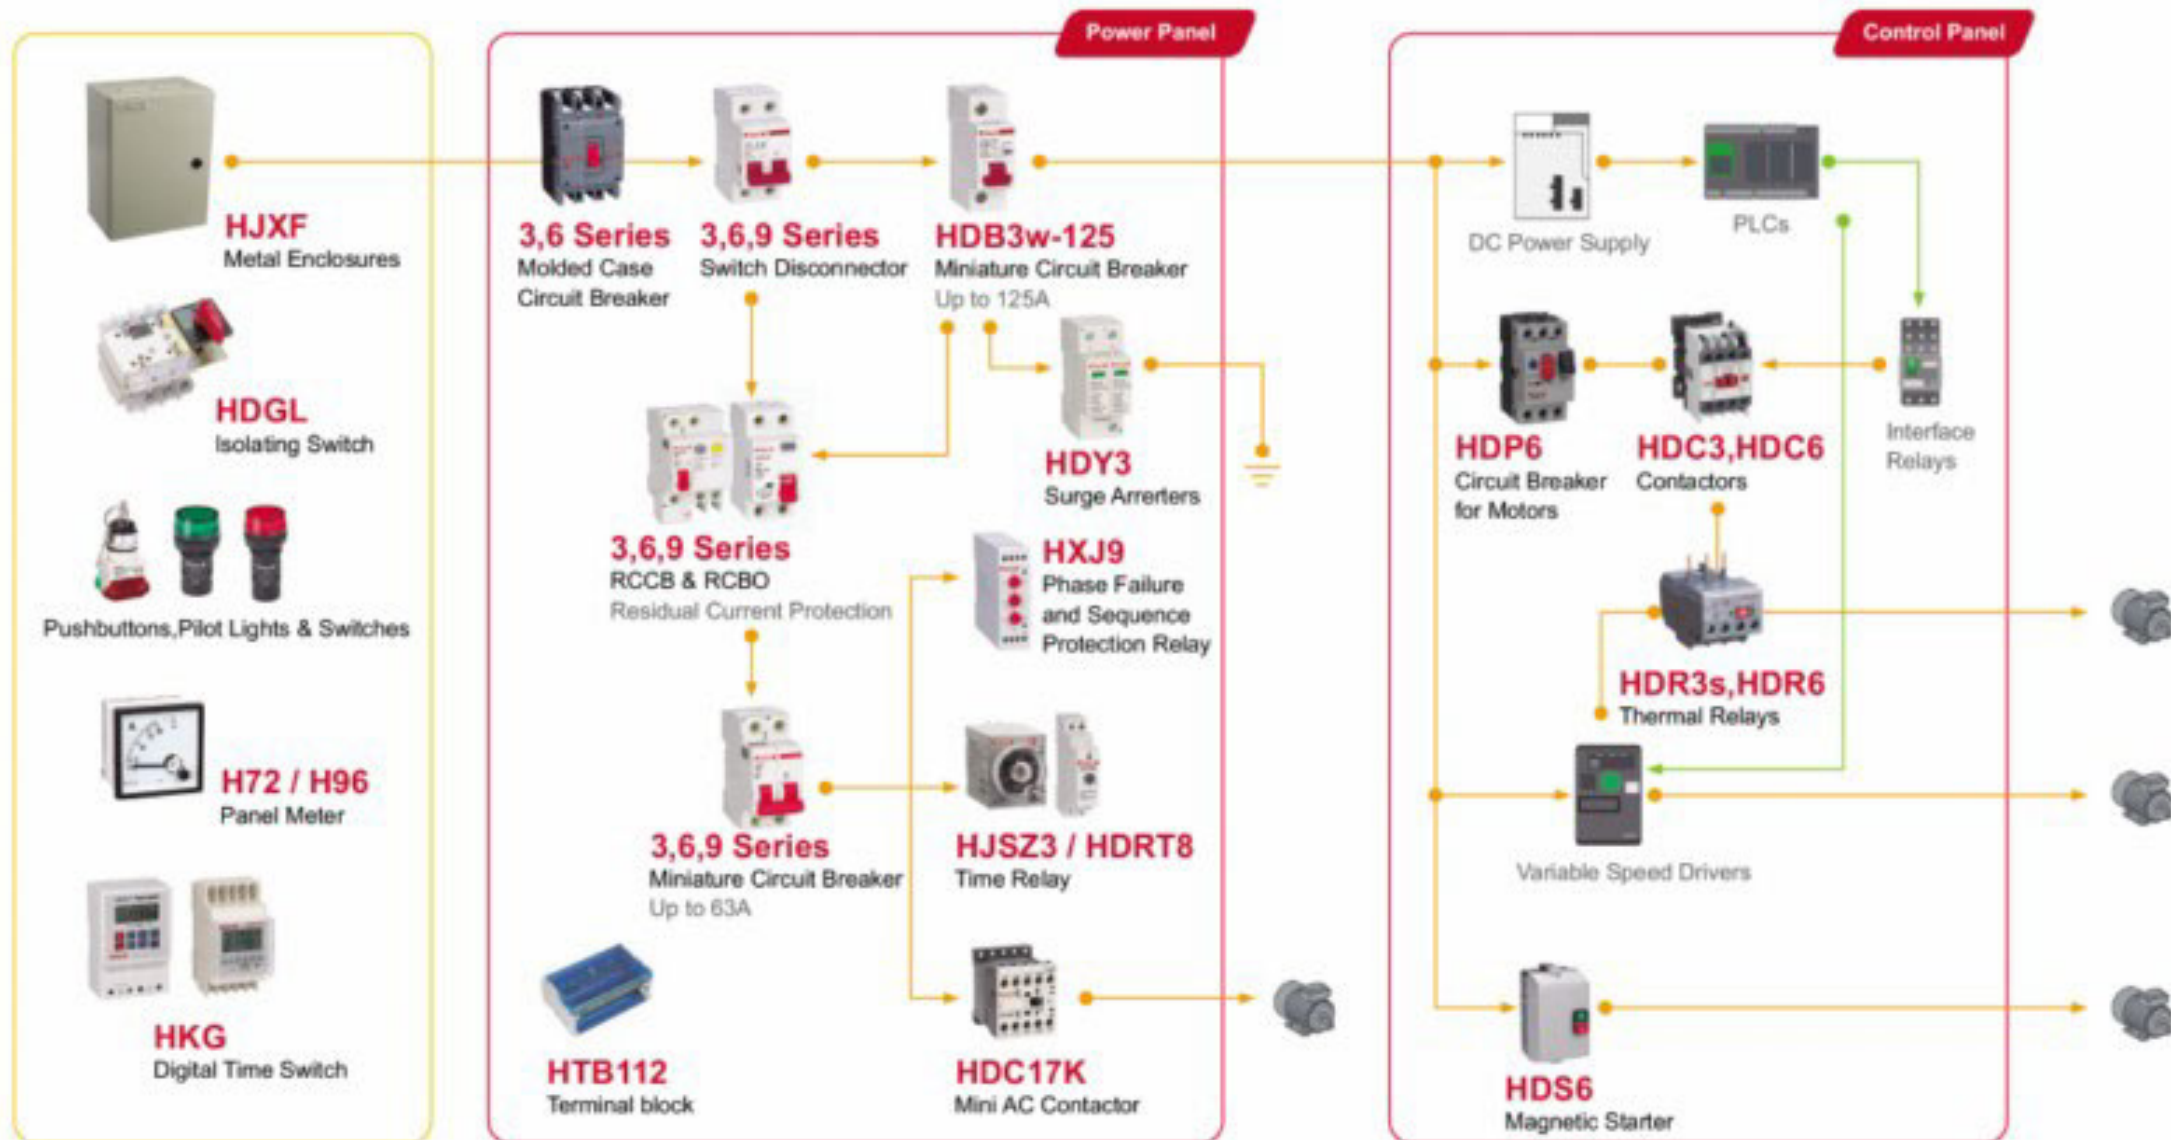 Power Panel
Control Panel
HJXF
Metal Enclosures
HDGL
Isolating Switch
Pushbuttons,Pilot Lights & Switches
H72 / H96
Panel Meter
HKG
Digital Time Switch
3,6 Series
Molded Case
Circuit Breaker
3,6,9 Series
Switch Disconnector
HDB3w-125
Miniature Circuit Breaker
Up to 125A
HDY3
Surge Arrerters
3,6,9 Series
RCCB & RCBO
Residual Current Protection
HXJ9
Phase Failure
and Sequence
Protection Relay
3,6,9 Series
Miniature Circuit Breaker
Up to 63A
HJSZ3 / HDRT8
Time Relay
HTB112
Terminal block
HDC17K
Mini AC Contactor
DC Power Supply
PLCs
HDP6
Circuit Breaker
for Motors
HDC3,HDC6
Contactors
Interface
Relays
HDR3s,HDR6
Thermal Relays
Variable Speed Drivers
HDS6
Magnetic Starter